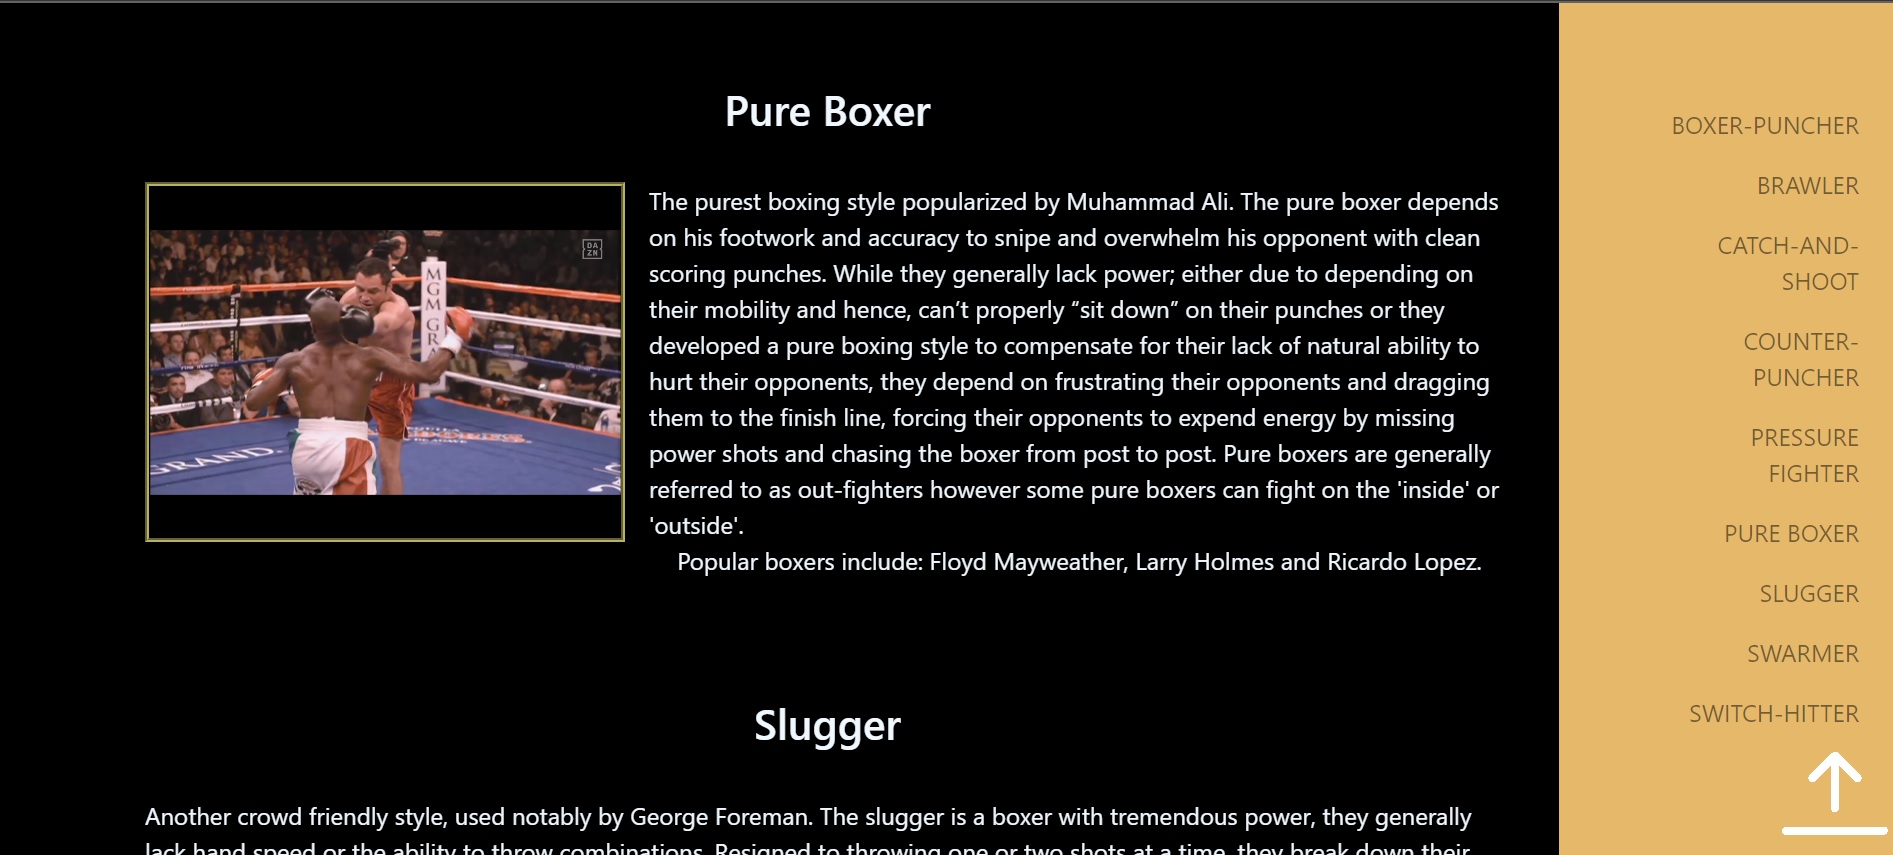 Pure Boxer
The purest boxing style popularized by Muhammad Ali. The pure boxer depends
on his footwork and accuracy to snipe and overwhelm his opponent with clean
scoring punches. While they generally lack power; either due to depending on
their mobility and hence, can’t properly “sit down” on their punches or they
developed a pure boxing style to compensate for their lack of natural ability to
hurt their opponents, they depend on frustrating their opponents and dragging
them to the finish line, forcing their opponents to expend energy by missing
power shots and chasing the boxer from post to post. Pure boxers are generally
referred to as out-fighters however some pure boxers can fight on the 'inside' or
'outside'.
Popular boxers include: Floyd Mayweather, Larry Holmes and Ricardo Lopez.
DA
ZN
MGM GRA
GRAND.
Slugger
Another crowd friendly style, used notably by George Foreman. The slugger is a boxer with tremendous power, they generally
lack hand speed or the ability to throw combinations. Designed to throwing one or two shots at a time, they break down their
BOXER-PUNCHER
BRAWLER
CATCH-AND-
SHOOT
COUNTER-
PUNCHER
PRESSURE
FIGHTER
PURE BOXER
SLUGGER
SWARMER
SWITCH-HITTER